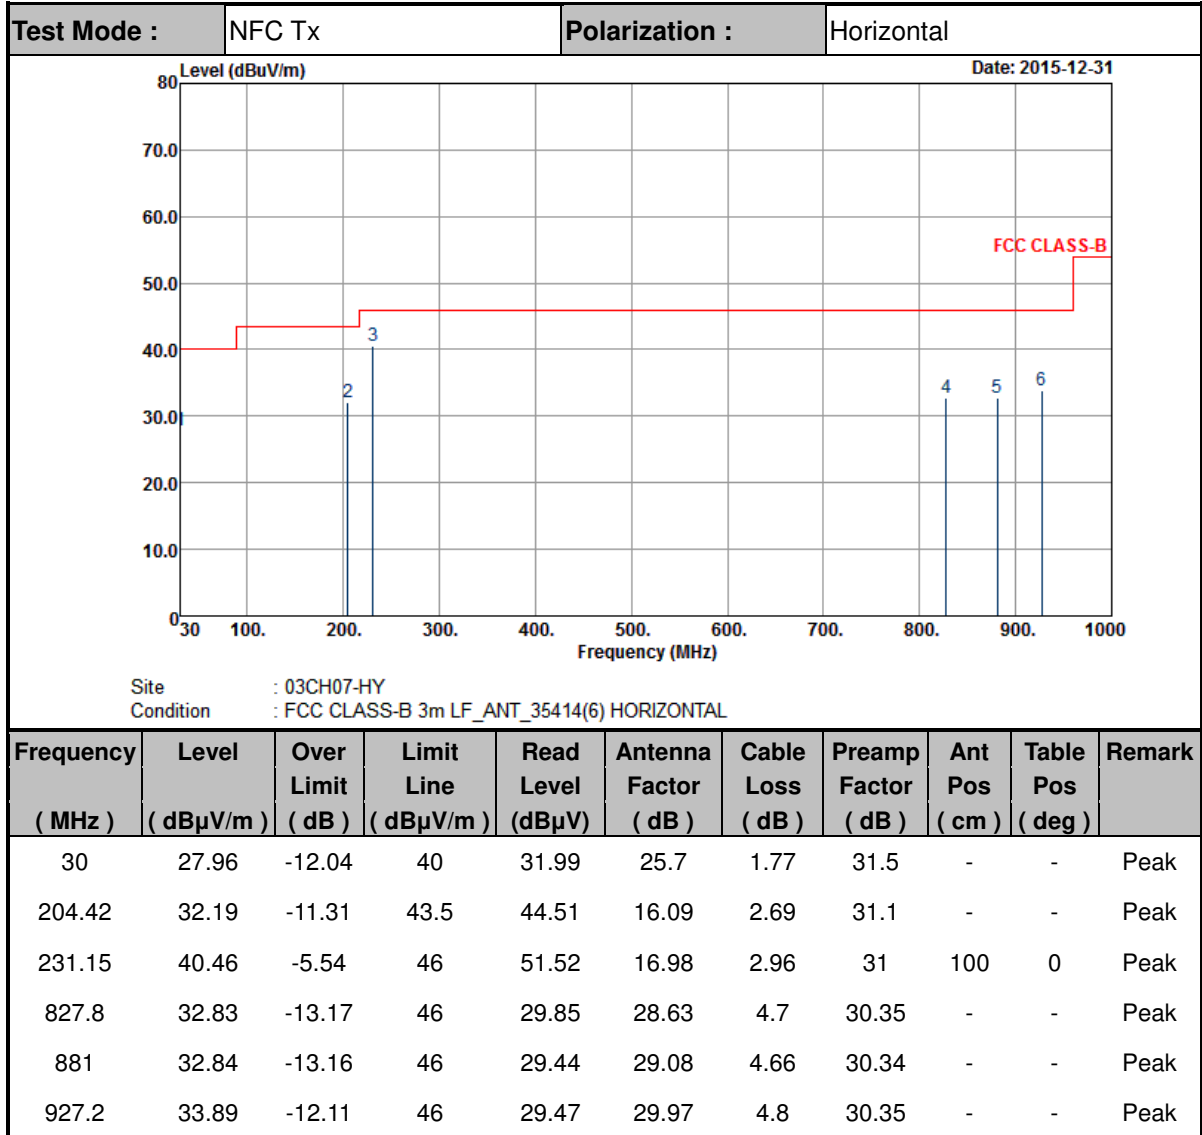 Test Mode : NFC Tx Polarization : Horizontal
Level (dBuV/m) Date: 2015-12-31
80
70.0
60.0
FCC CLASS-B
50.0
3
40.0
2 4 5 6
30.0
20.0
10.0
0
30 100. 200. 300. 400. 500. 600. 700. 800. 900. 1000
Frequency (MHz)
Site : 03CH07-HY
Condition : FCC CLASS-B 3m LF_ANT_35414(6) HORIZONTAL
Frequency Level Over Limit Read Antenna Cable Preamp Ant Table Remark
Limit Line Level Factor Loss Factor Pos Pos
( MHz ) ( dBµV/m ) ( dB ) ( dBµV/m ) (dBµV) ( dB ) ( dB ) ( dB ) ( cm ) ( deg )
30 27.96 -12.04 40 31.99 25.7 1.77 31.5 - - Peak
204.42 32.19 -11.31 43.5 44.51 16.09 2.69 31.1 - - Peak
231.15 40.46 -5.54 46 51.52 16.98 2.96 31 100 0 Peak
827.8 32.83 -13.17 46 29.85 28.63 4.7 30.35 - - Peak
881 32.84 -13.16 46 29.44 29.08 4.66 30.34 - - Peak
927.2 33.89 -12.11 46 29.47 29.97 4.8 30.35 - - Peak